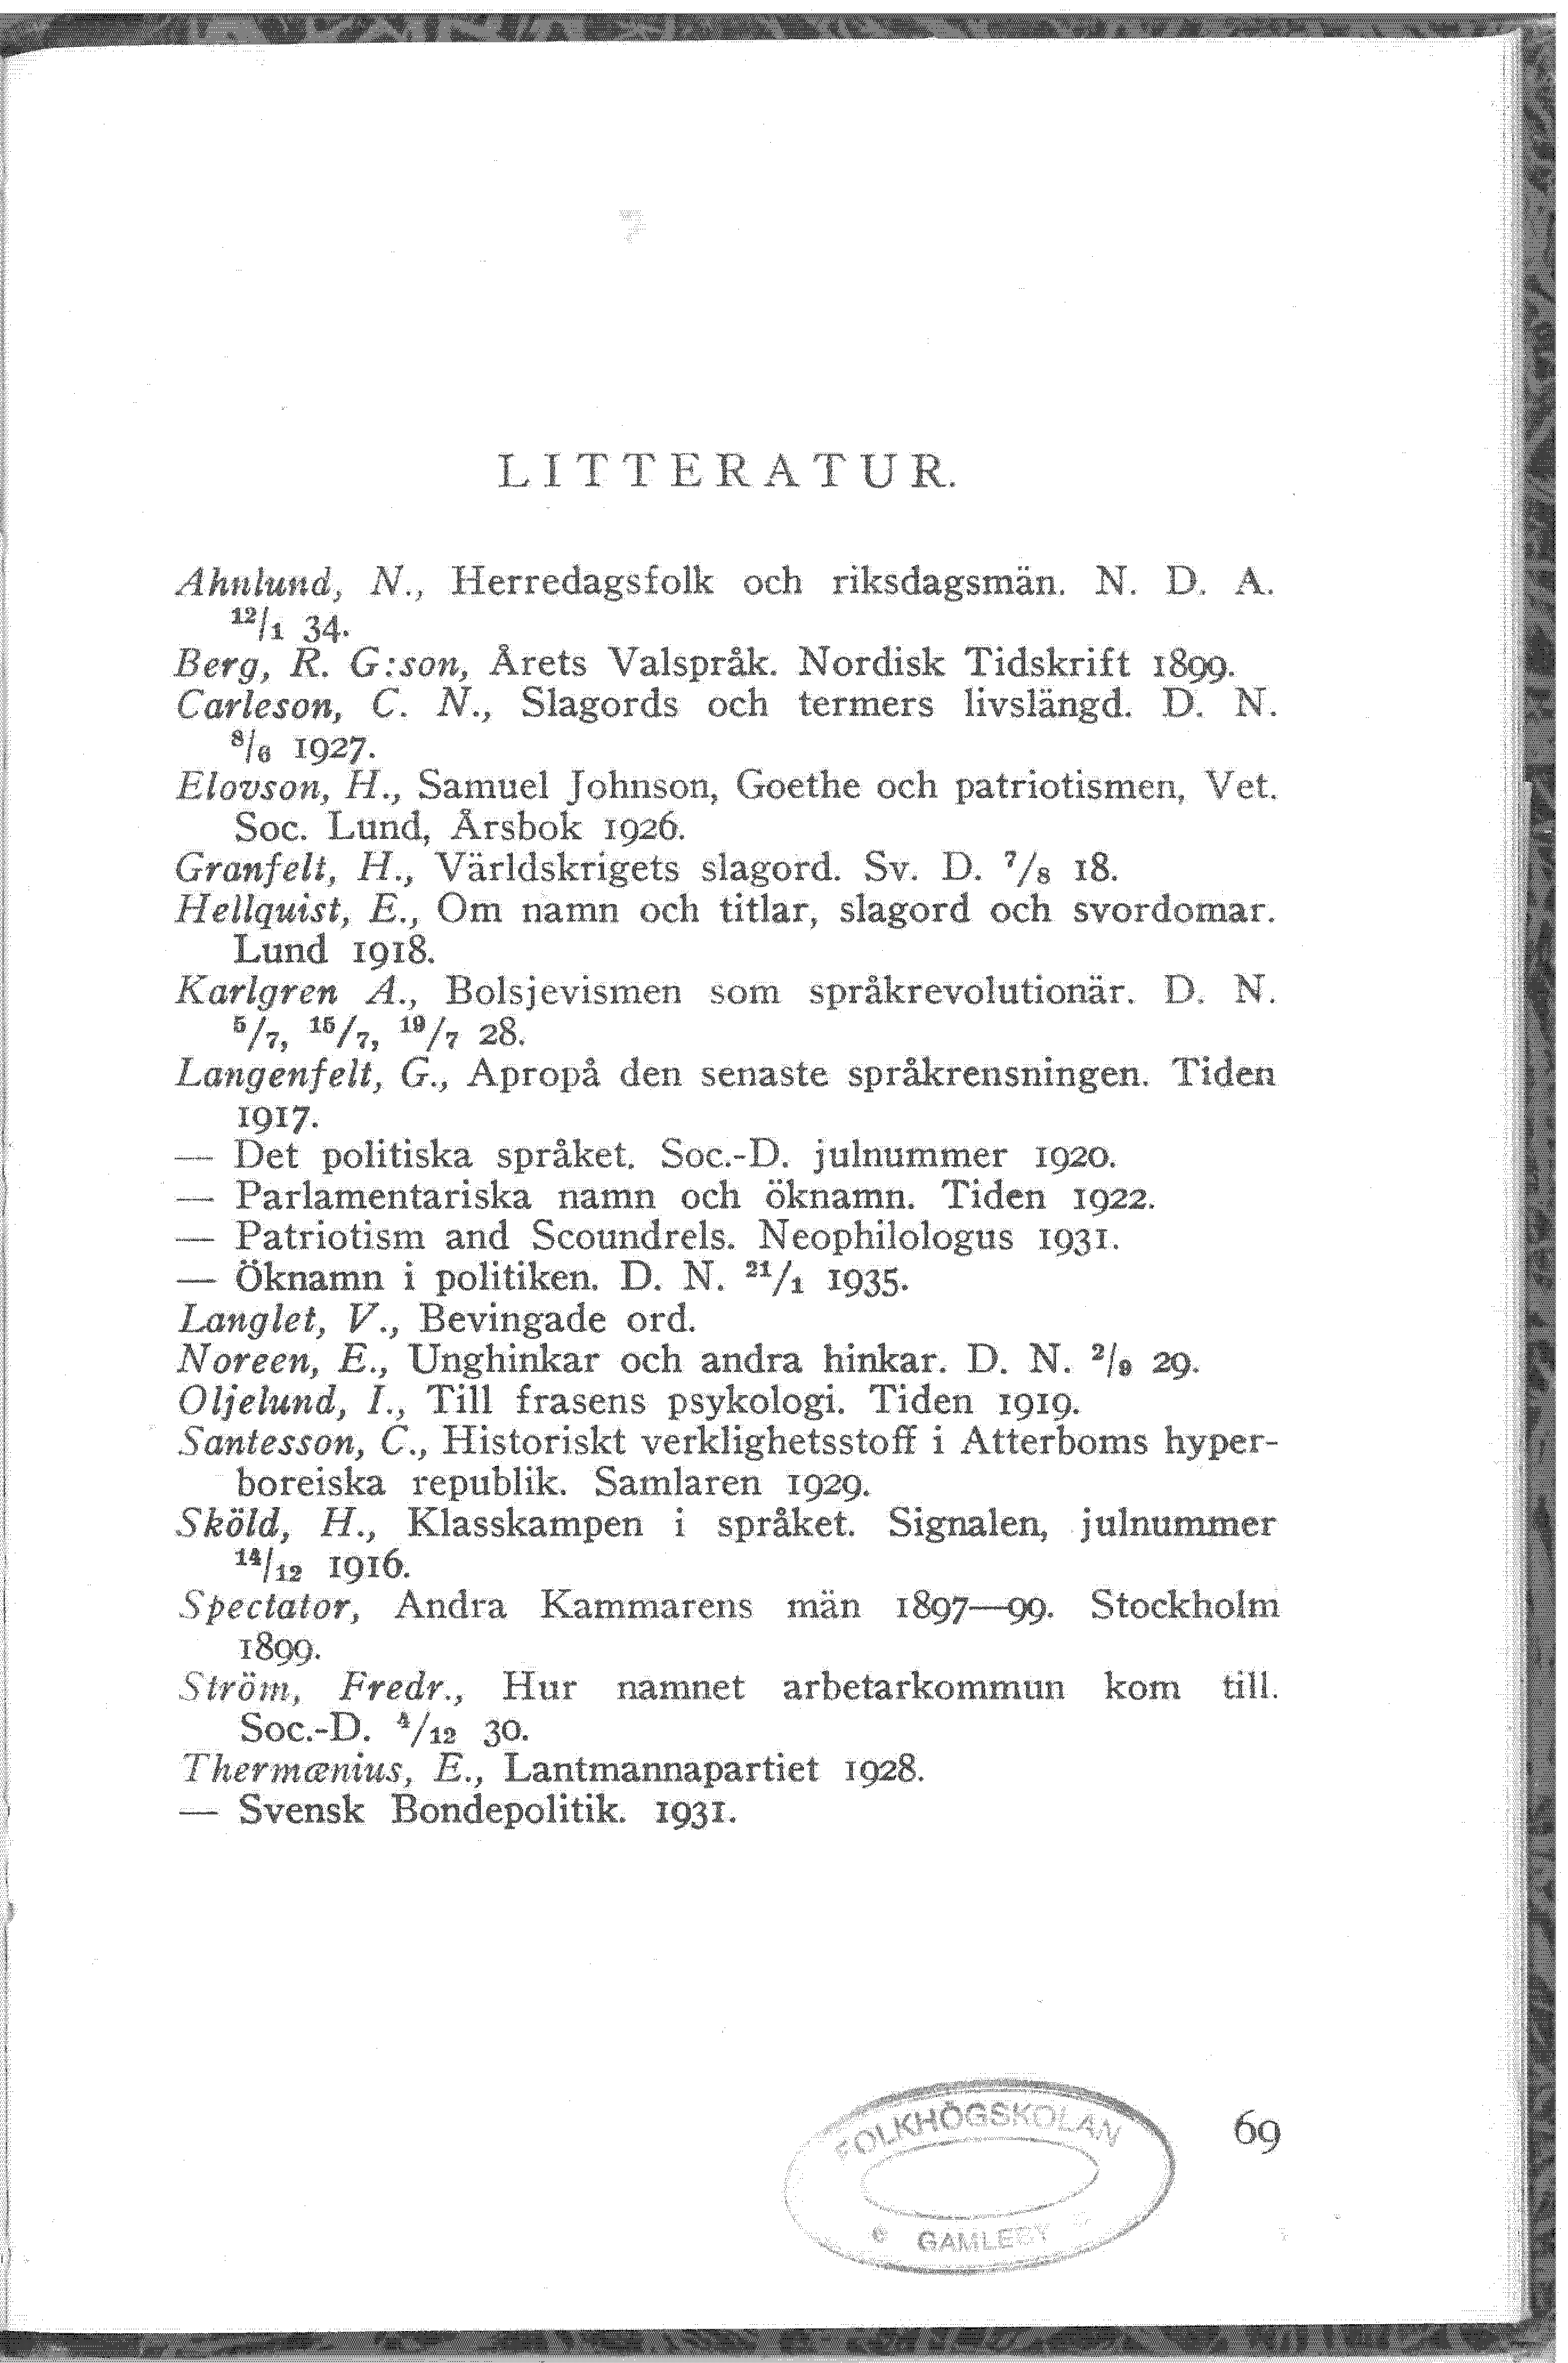 LITTERATUR.
Ahnlund, N., Herredagsfolk och riksdagsmän. N. D. A.
12/1 34.
Berg, R. G:son, Årets Valspråk. Nordisk Tidskrift 1899.
Carleson, C. N., Slagords och termers livslängd. D. N.
8/6 1927.
Elovson, H., Samuel Johnson, Goethe och patriotismen, Vet.
Soc. Lund, Årsbok 1926.
Granfelt, H., Världskrigets slagord. Sv. D. 7/8 18.
Hellquist, E., Om namn och titlar, slagord och svordomar.
Lund 1918.
Karlgren A., Bolsjevismen som språkrevolutionär. D. N.
5/7, 15/7, 19/7 28.
Langenfelt, G., Apropå den senaste språkrensningen. Tiden
1917.
— Det politiska språket. Soc.-D. julnummer 1920.
— Parlamentariska namn och öknamn. Tiden 1922.
— Patriotism and Scoundrels. Neophilologus 1931.
— Öknamn i politiken. D. N. 21/1 1935.
Langlet, V., Bevingade ord.
Noreen, E., Unghinkar och andra hinkar. D. N. 2/9 29.
Oljelund, I., Till frasens psykologi. Tiden 1919.
Santesson, C., Historiskt verklighetsstoff i Atterboms hyper-
boreiska republik. Samlaren 1929.
Sköld, H., Klasskampen i språket. Signalen, julnummer
14/12 1916.
Spectator, Andra Kammarens män 1897—99. Stockholm
1899.
Ström, Fredr., Hur namnet arbetarkommun kom till.
Soc.-D. 4/12 30.
Thermænius, E., Lantmannapartiet 1928.
— Svensk Bondepolitik. 1931.
FOLKHÖGSKOLAN
GAMLEBY
69